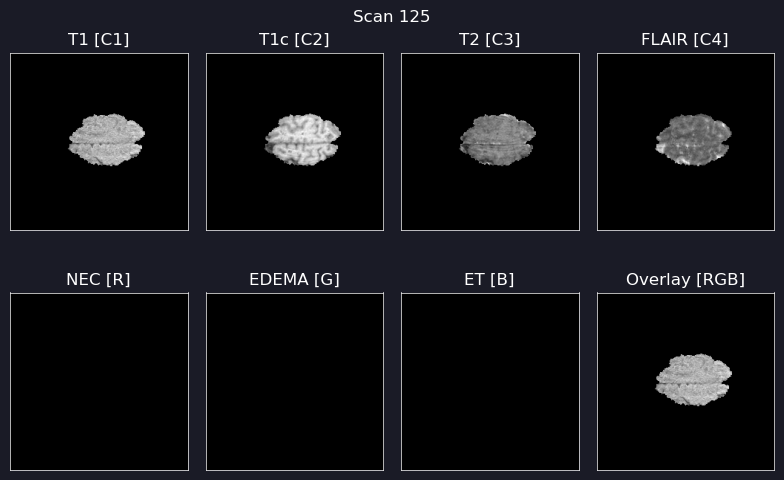 Scan 125
T1 [C1]
T1c [C2]
T2 [C3]
FLAIR [C4]
NEC [R]
EDEMA [G]
ET [B]
Overlay [RGB]